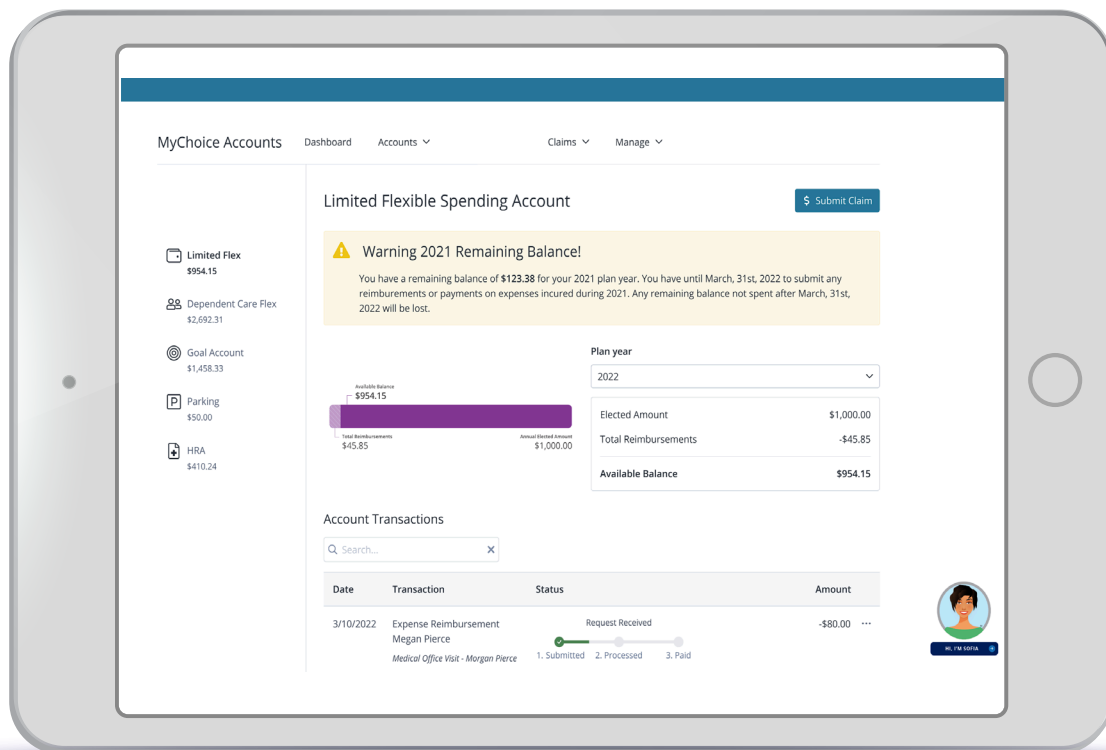 MyChoice Accounts Dashboard Accounts Claims Manage
Limited Flexible Spending Account
$ Submit Claim
Limited Flex
$954.15
Dependent Care Flex
$2,692.31
Goal Account
$1,458.33
P Parking
$50.00
HRA
$410.24
Warning 2021 Remaining Balance!
You have a remaining balance of $123.38 for your 2021 plan year. You have until March, 31st, 2022 to submit any
reimburements or payments on expenses incured during 2021. Any remaining balance not spent after March, 31st,
2022 will be lost.
Available Balance
$954.15
Total Reimbursements
$45.85
Annual Elected Amount
$1,000.00
Plan year
2022
Elected Amount $1,000.00
Total Reimbursements -$45.85
Available Balance $954.15
Account Transactions
Search...
Date Transaction Status Amount
3/10/2022 Expense Reimbursement Request Received -$80.00 ...
Megan Pierce
Medical Office Visit - Morgan Pierce 1. Submitted 2. Processed 3. Paid
HI, I'M SOFIA